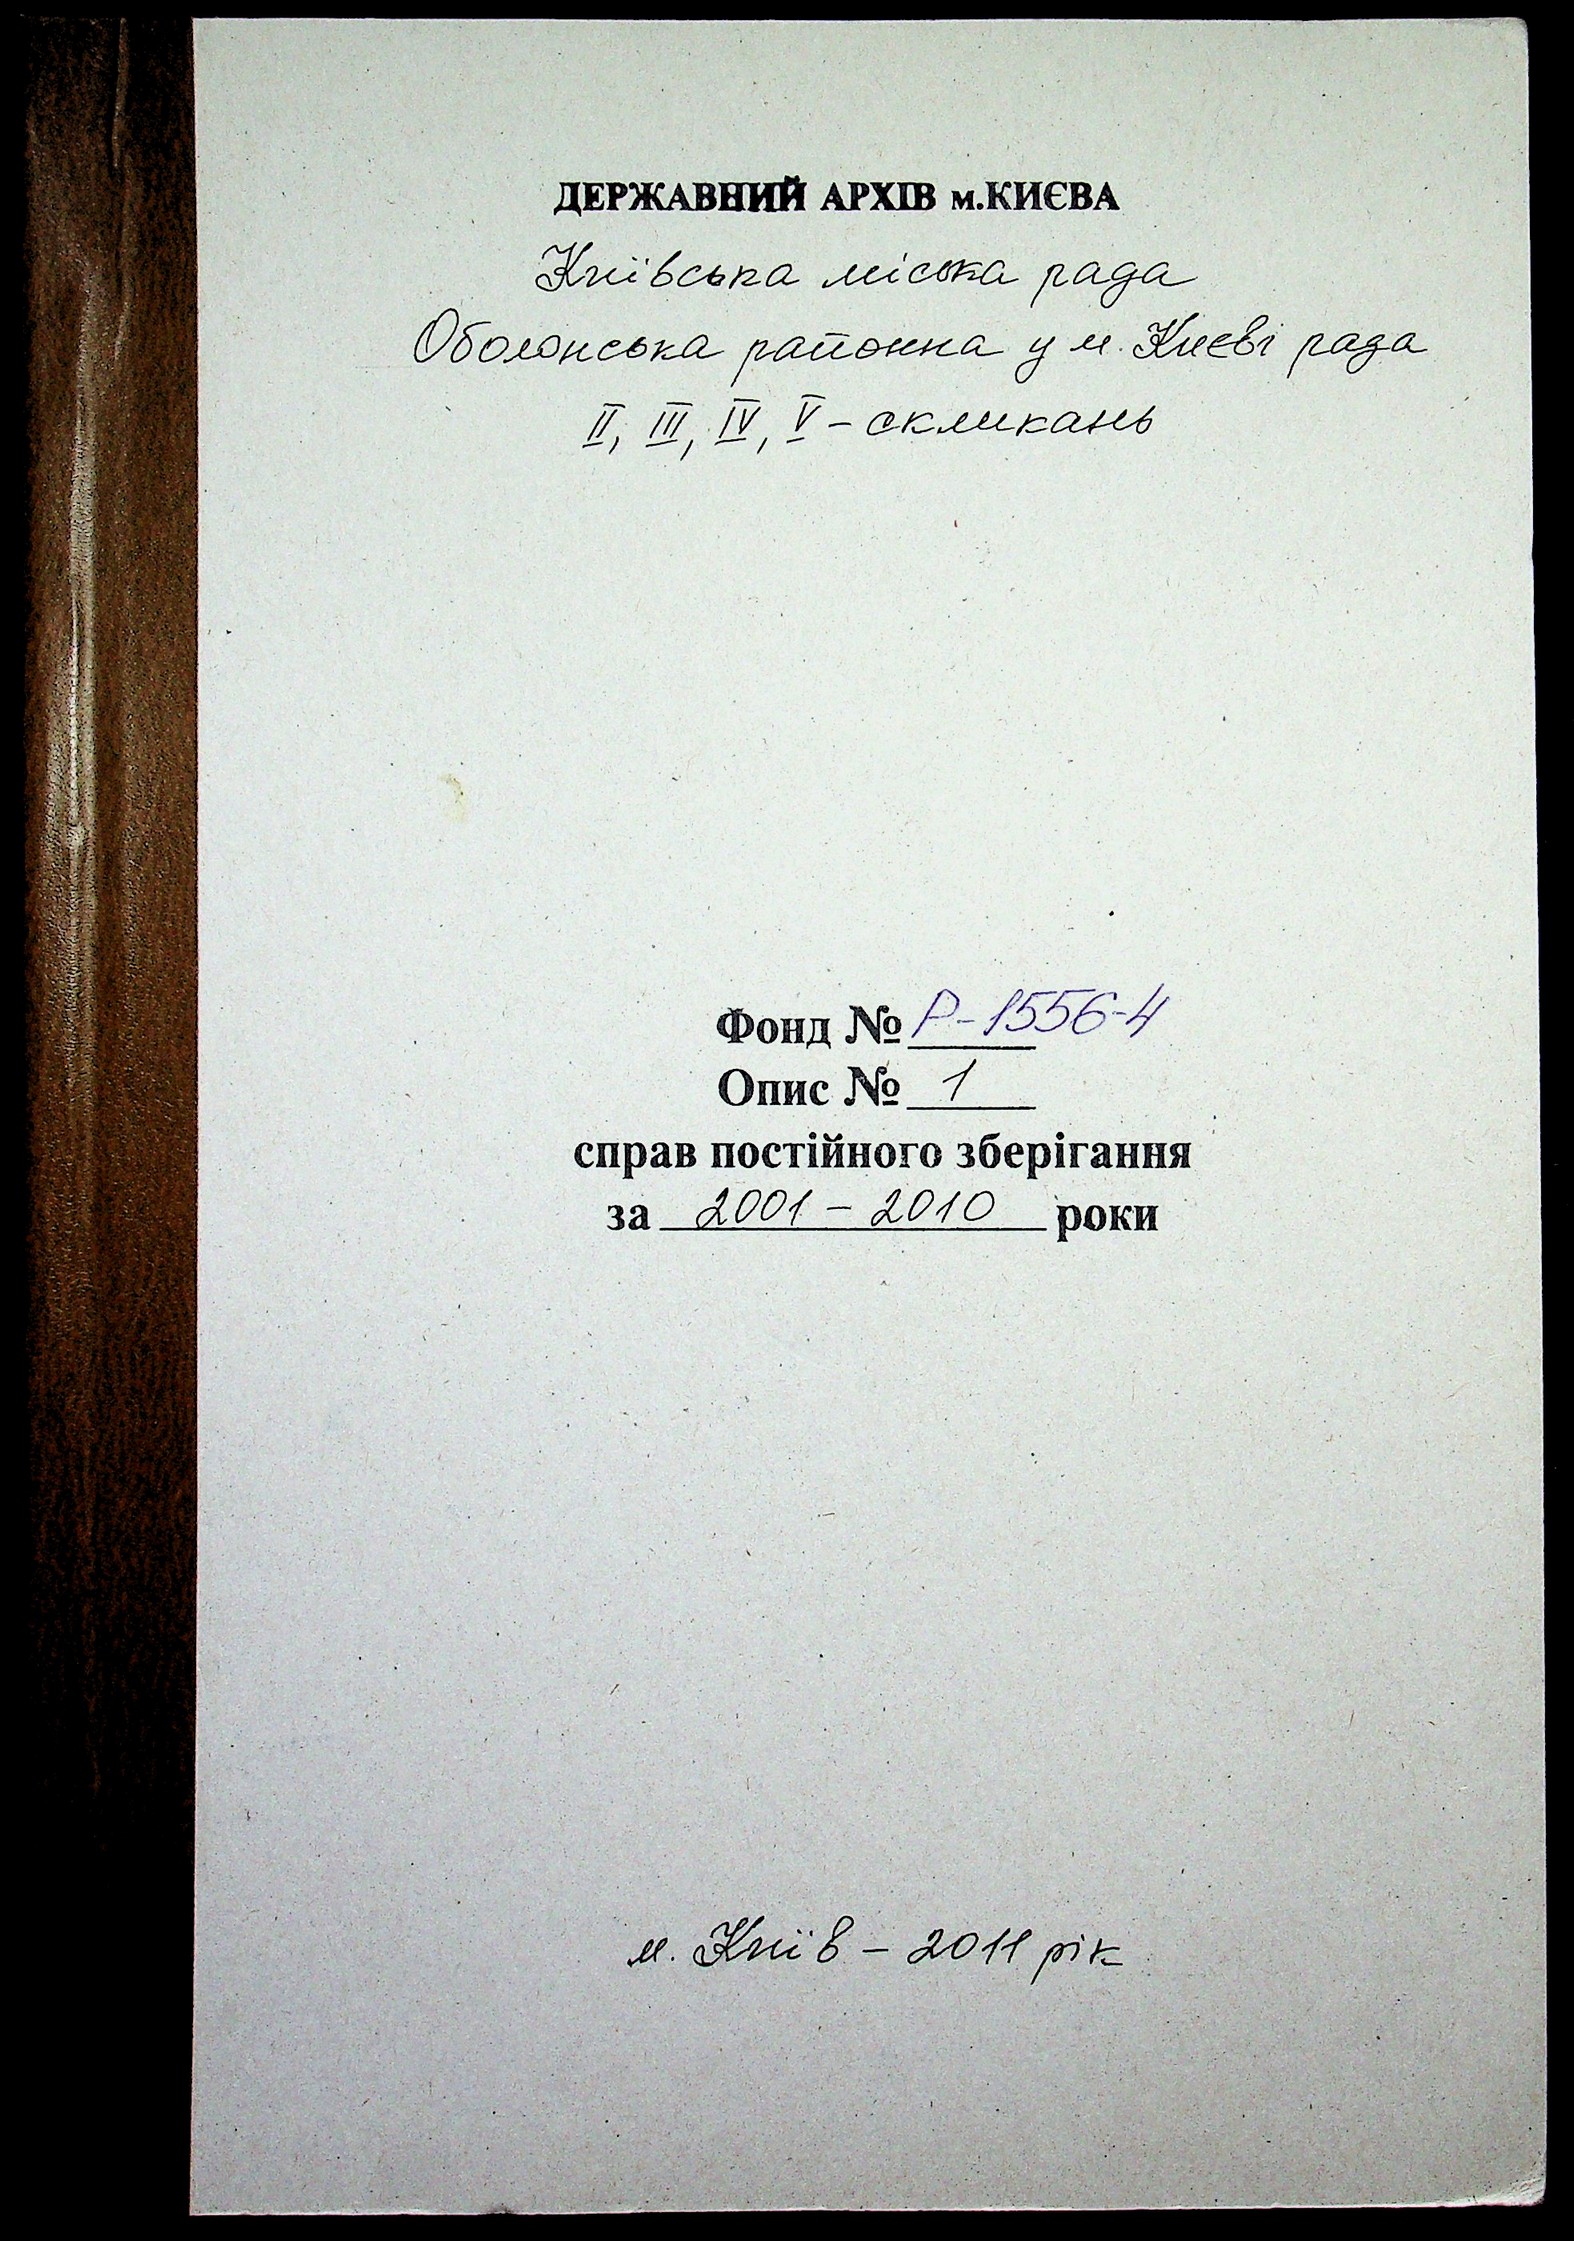 ДЕРЖАВНИЙ АРХІВ м.КИЄВА
Київська міська рада
Оболонська районна у м. Києві рада
II, III, IV, V – скликань
Фонд № Р-1556-4
Опис № 1
справ постійного зберігання
за 2001 – 2010 роки
м. Київ – 2011 рік